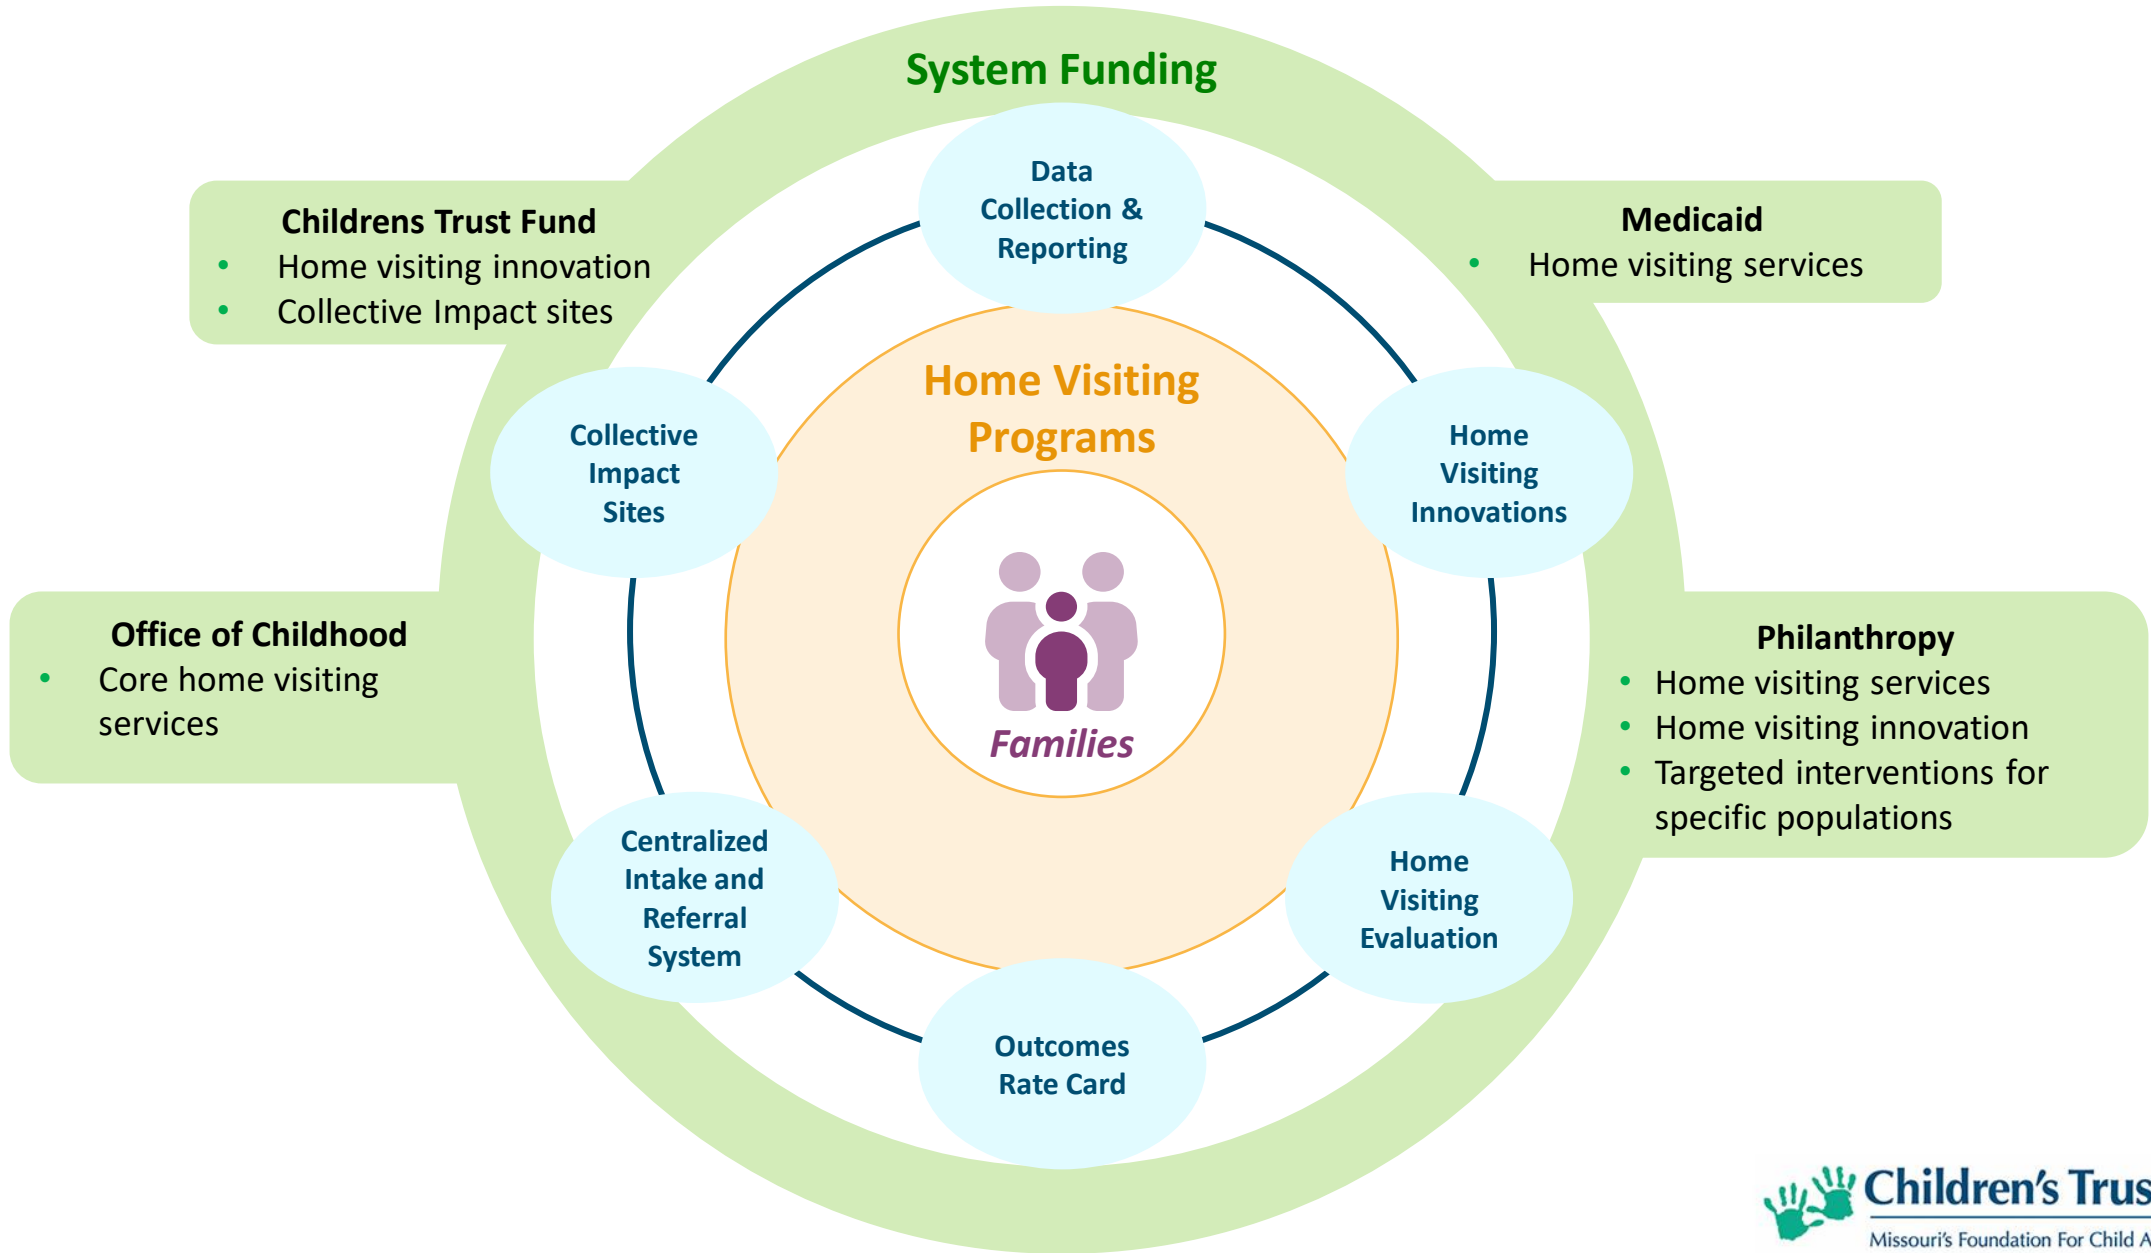 System Funding
Childrens Trust Fund
• Home visiting innovation
• Collective Impact sites
Medicaid
• Home visiting services
Office of Childhood
• Core home visiting
services
Philanthropy
• Home visiting services
• Home visiting innovation
• Targeted interventions for
specific populations
Data
Collection &
Reporting
Home
Visiting
Innovations
Home
Visiting
Evaluation
Outcomes
Rate Card
Centralized
Intake and
Referral
System
Collective
Impact
Sites
Home Visiting
Programs
Families
Children's Trus
Missouri's Foundation For Child A